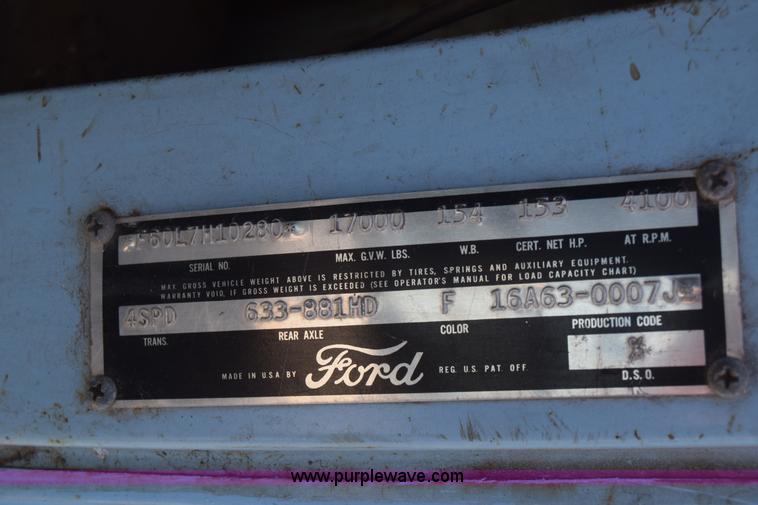 F60L7H10280 17000 154 153 4100
SERIAL NO. MAX. G.V.W. LBS. W.B. CERT. NET H.P. AT R.P.M.
MAX GROSS VEHICLE WEIGHT ABOVE IS RESTRICTED BY TIRES, SPRINGS AND AUXILIARY EQUIPMENT.
WARRANTY VOID, IF GROSS WEIGHT IS EXCEEDED (SEE OPERATOR'S MANUAL FOR LOAD CAPACITY CHART)
4SPD 633-881HD F 16A63-0007J
TRANS. REAR AXLE COLOR PRODUCTION CODE
MADE IN U.S.A BY Ford REG. U.S. PAT. OFF.
D.S.O.
www.purplewave.com